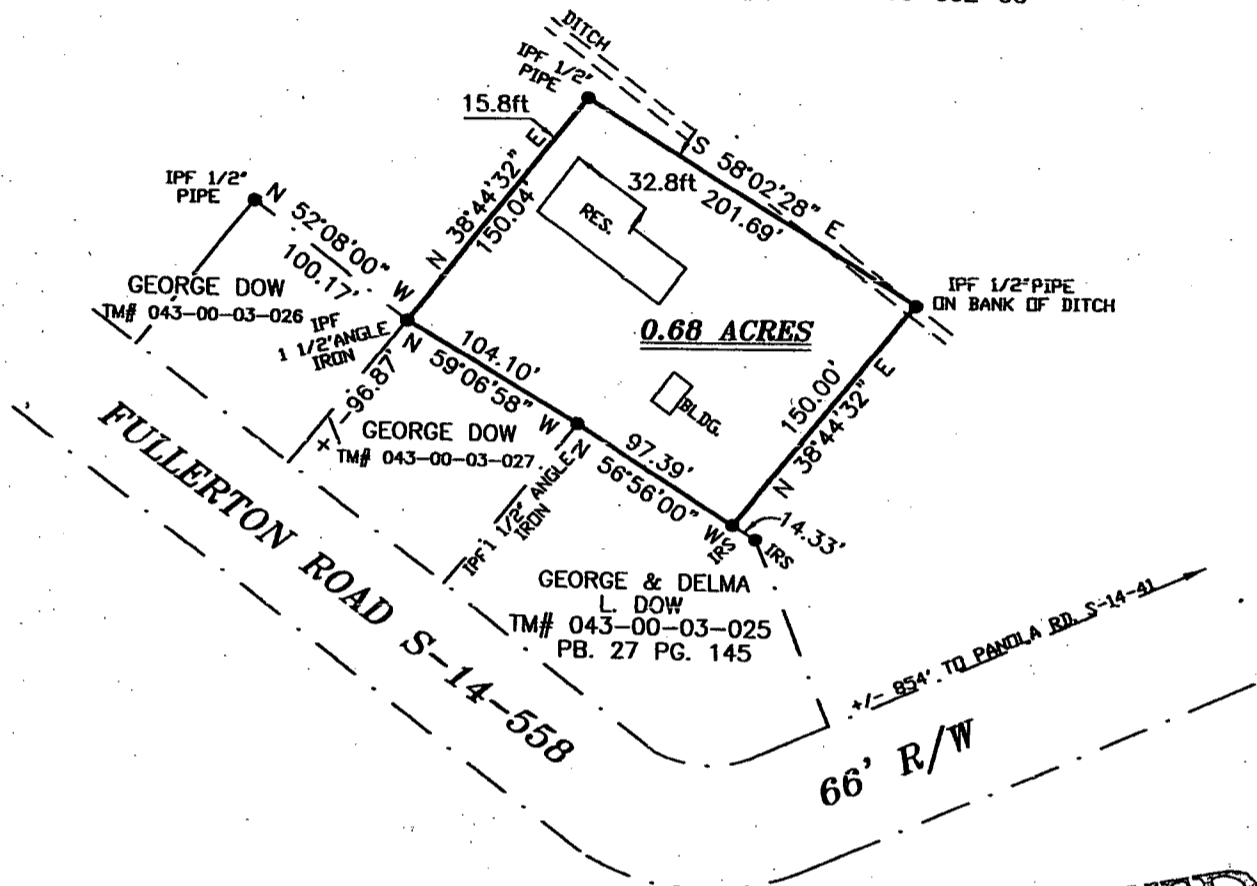 DITCH
IPF 1/2"
PIPE
15.8ft
N 38°44'32" E
150.04'
S 58°02'28" E
201.69'
32.8ft
RES.
IPF 1/2"
PIPE
N 52°08'00" W
100.17'
GEORGE DOW
TM# 043-00-03-026
IPF
1 1/2"ANGLE
IRON
IPF 1/2"PIPE
ON BANK OF DITCH
0.68 ACRES
104.10'
N 59°06'58" W
96.87'
GEORGE DOW
TM# 043-00-03-027
BLDG.
150.00'
N 38°44'32" E
97.39'
N 56°56'00" W
IPF1 1/2" ANGLE
IRON
IRS
14.33'
IRS
GEORGE & DELMA
L. DOW
TM# 043-00-03-025
PB. 27 PG. 145
FULLERTON ROAD S-14-558
+/- 854'. TO PANOLA RD. S-14-41
66' R/W